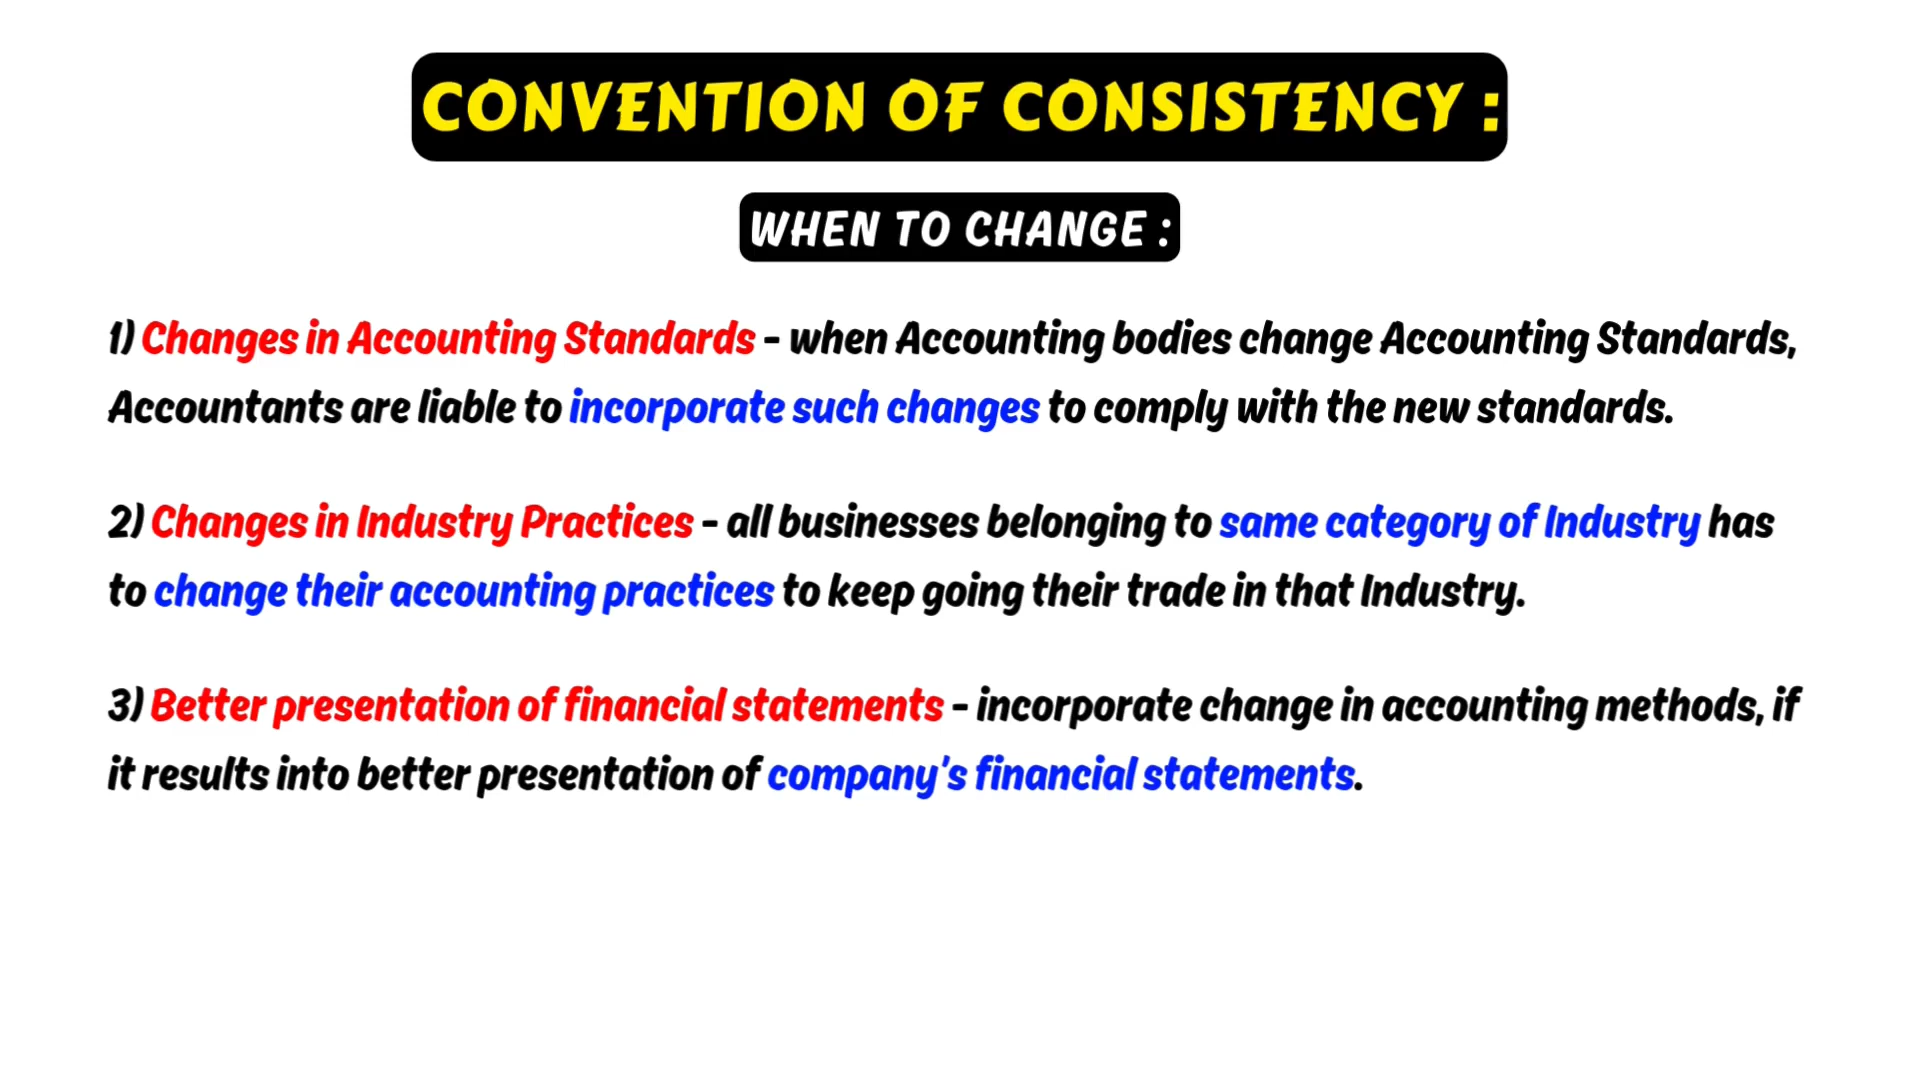 CONVENTION OF CONSISTENCY :
WHEN TO CHANGE :
1) Changes in Accounting Standards - when Accounting bodies change Accounting Standards,
Accountants are liable to incorporate such changes to comply with the new standards.
2) Changes in Industry Practices - all businesses belonging to same category of Industry has
to change their accounting practices to keep going their trade in that Industry.
3) Better presentation of financial statements - incorporate change in accounting methods, if
it results into better presentation of company's financial statements.